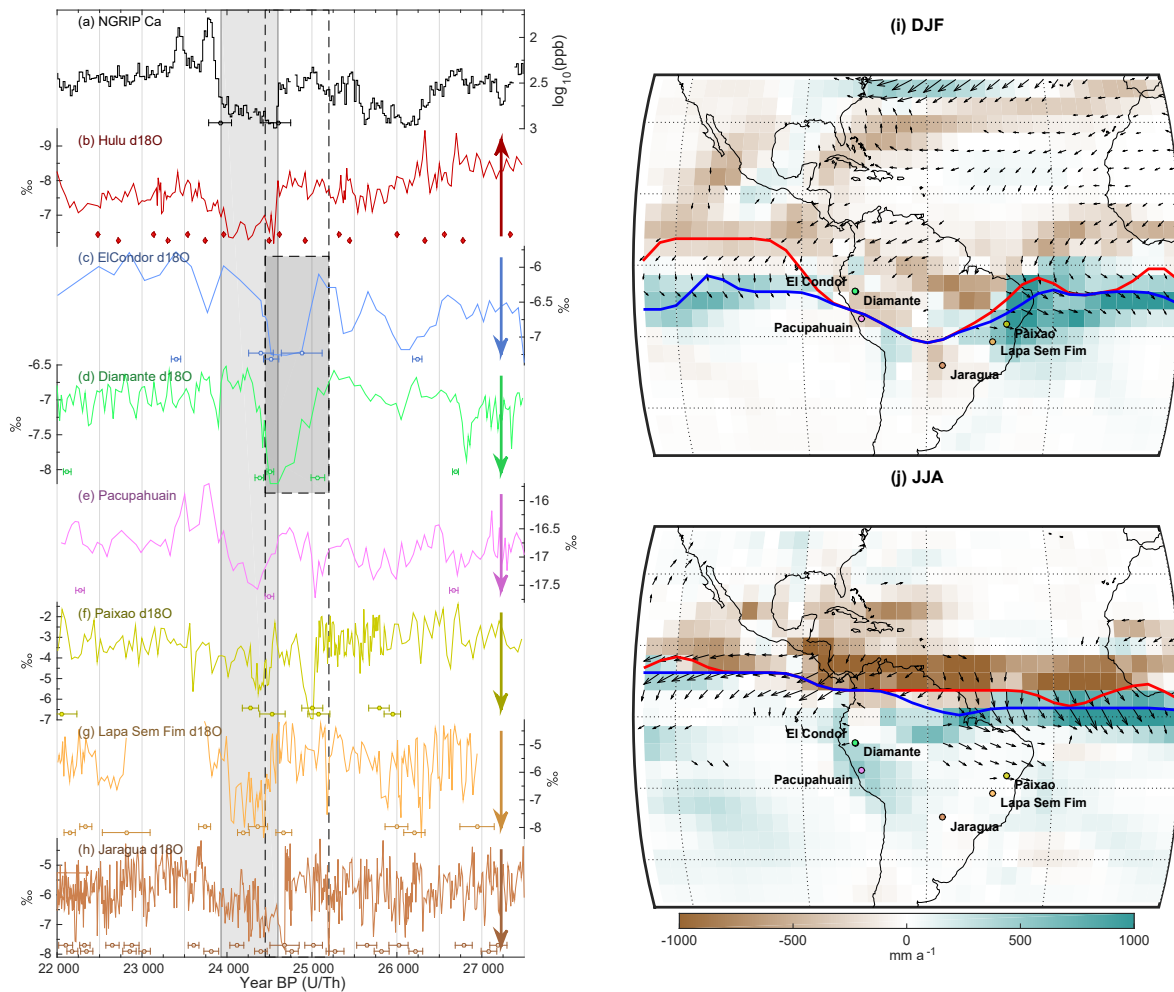 (a) NGRIP Ca
2
2.5
3
log10(ppb)
(b) Hulu d18O
-9
-8
-7
‰
(c) ElCondor d18O
-6
-6.5
-7
‰
(d) Diamante d18O
-6.5
-7
-7.5
-8
‰
(e) Pacupahuain
-16
-16.5
-17
-17.5
‰
(f) Paixao d18O
-2
-3
-4
-5
-6
-7
‰
(g) Lapa Sem Fim d18O
-5
-6
-7
-8
‰
(h) Jaragua d18O
-5
-6
-7
-8
‰
22 000 23 000 24 000 25 000 26 000 27 000
Year BP (U/Th)
(i) DJF
El Condor
Diamante
Pacupahuain
Paixao
Lapa Sem Fim
Jaragua
(j) JJA
El Condor
Diamante
Pacupahuain
Paixao
Lapa Sem Fim
Jaragua
-1000 -500 0 500 1000
mm a-1